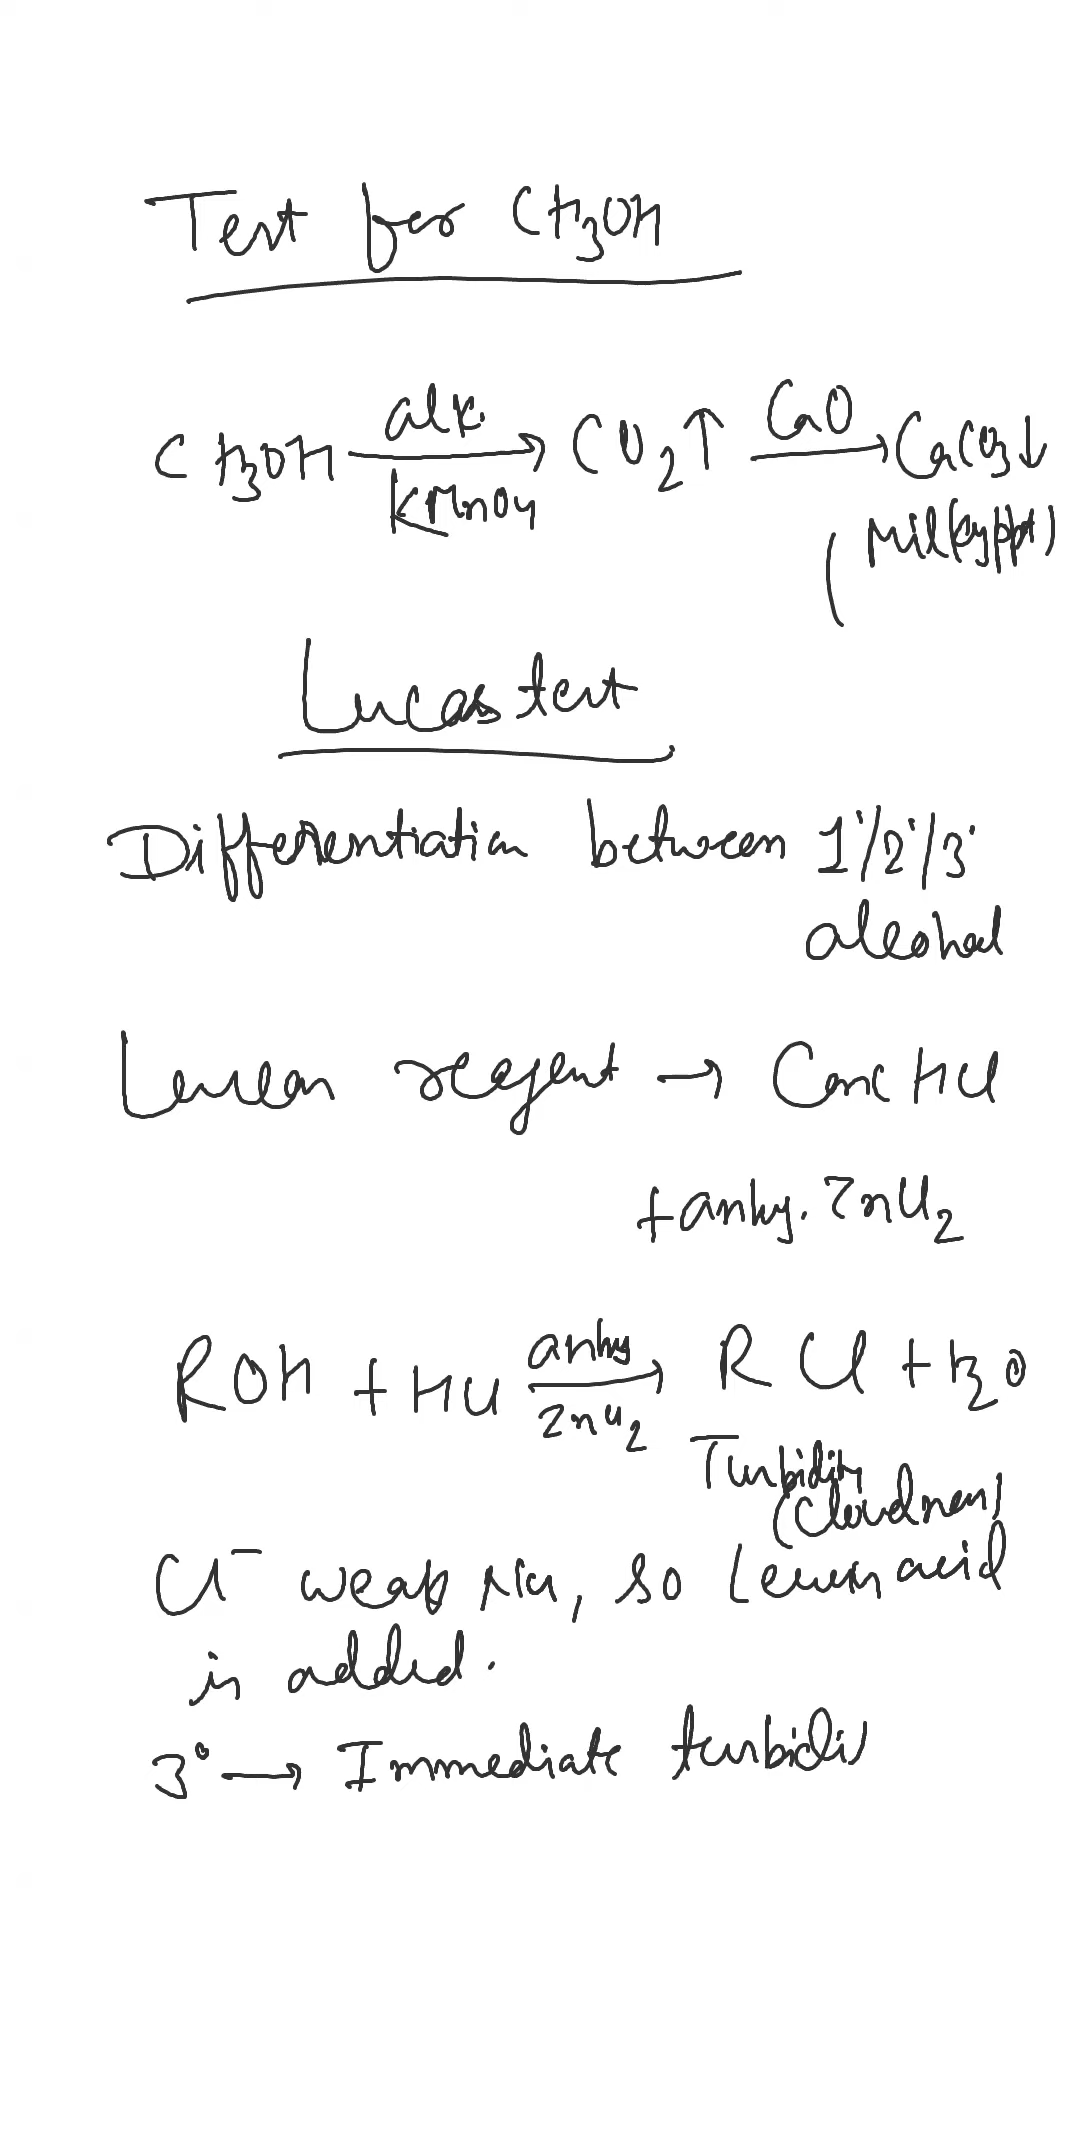 Test for CH3OH
CH3OH alk. KMnO4 → CO2↑ CaO → CaCO3↓
(Milky ppt)
Lucas test
Differentiation between 1°/2°/3°
alcohol
Lucas reagent → Conc HCl
+ anhy. ZnCl2
ROH + HCl anhy ZnCl2 → RCl + H2O
Turbidity
(Cloudness)
Cl⁻ weak Nu, so Lewis acid
is added.
3° → Immediate turbidi